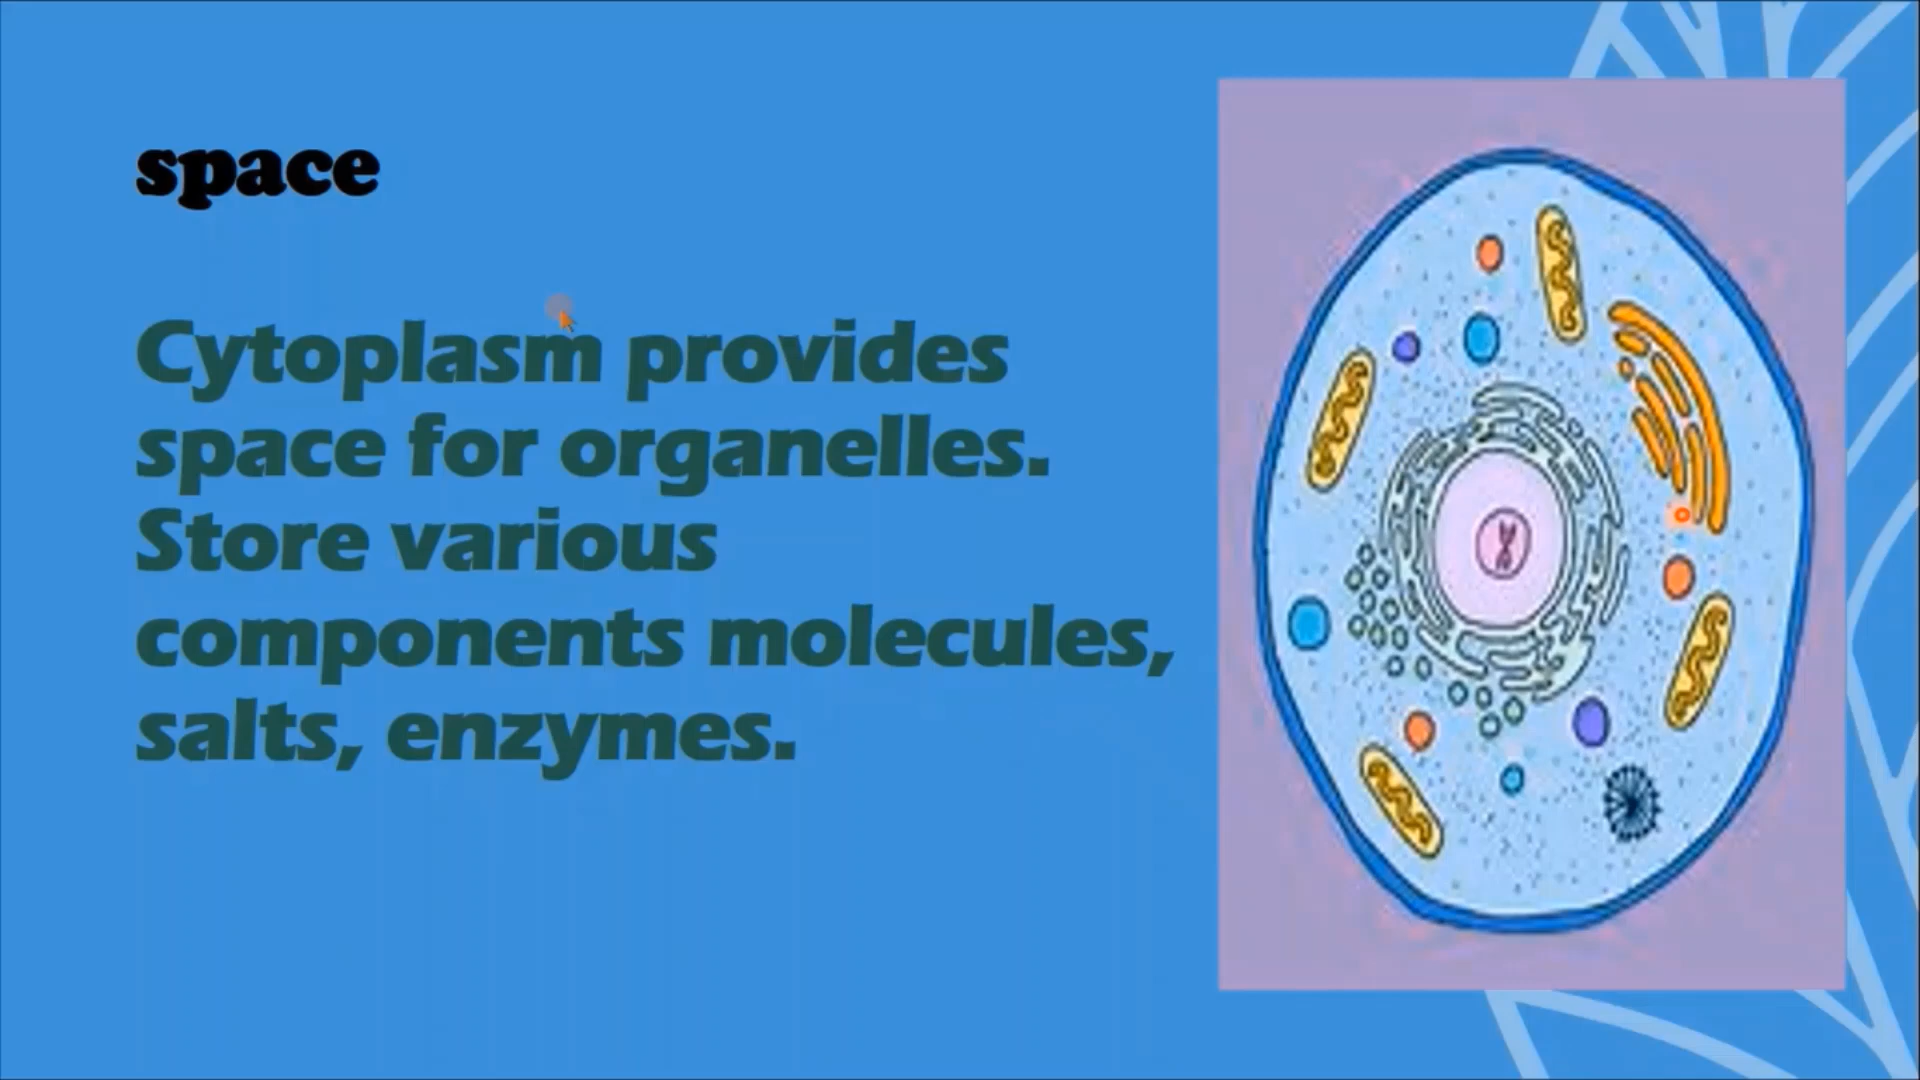 space
Cytoplasm provides
space for organelles.
Store various
components molecules,
salts, enzymes.